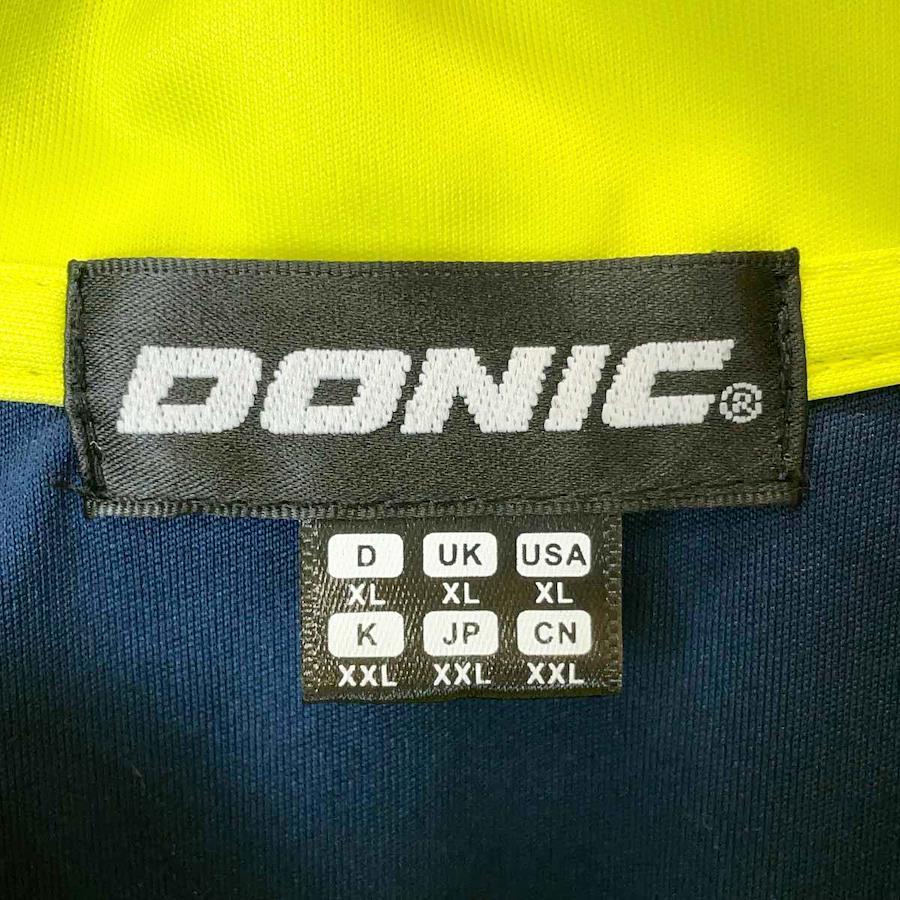 DONIC®
D UK USA
XL XL XL
K JP CN
XXL XXL XXL